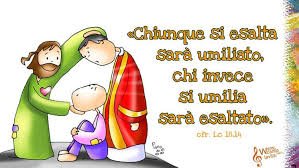 «Chiunque si esalta
sarà umiliato,
chi invece
si umilia
sarà esaltato».
cfr. Lc 18,14